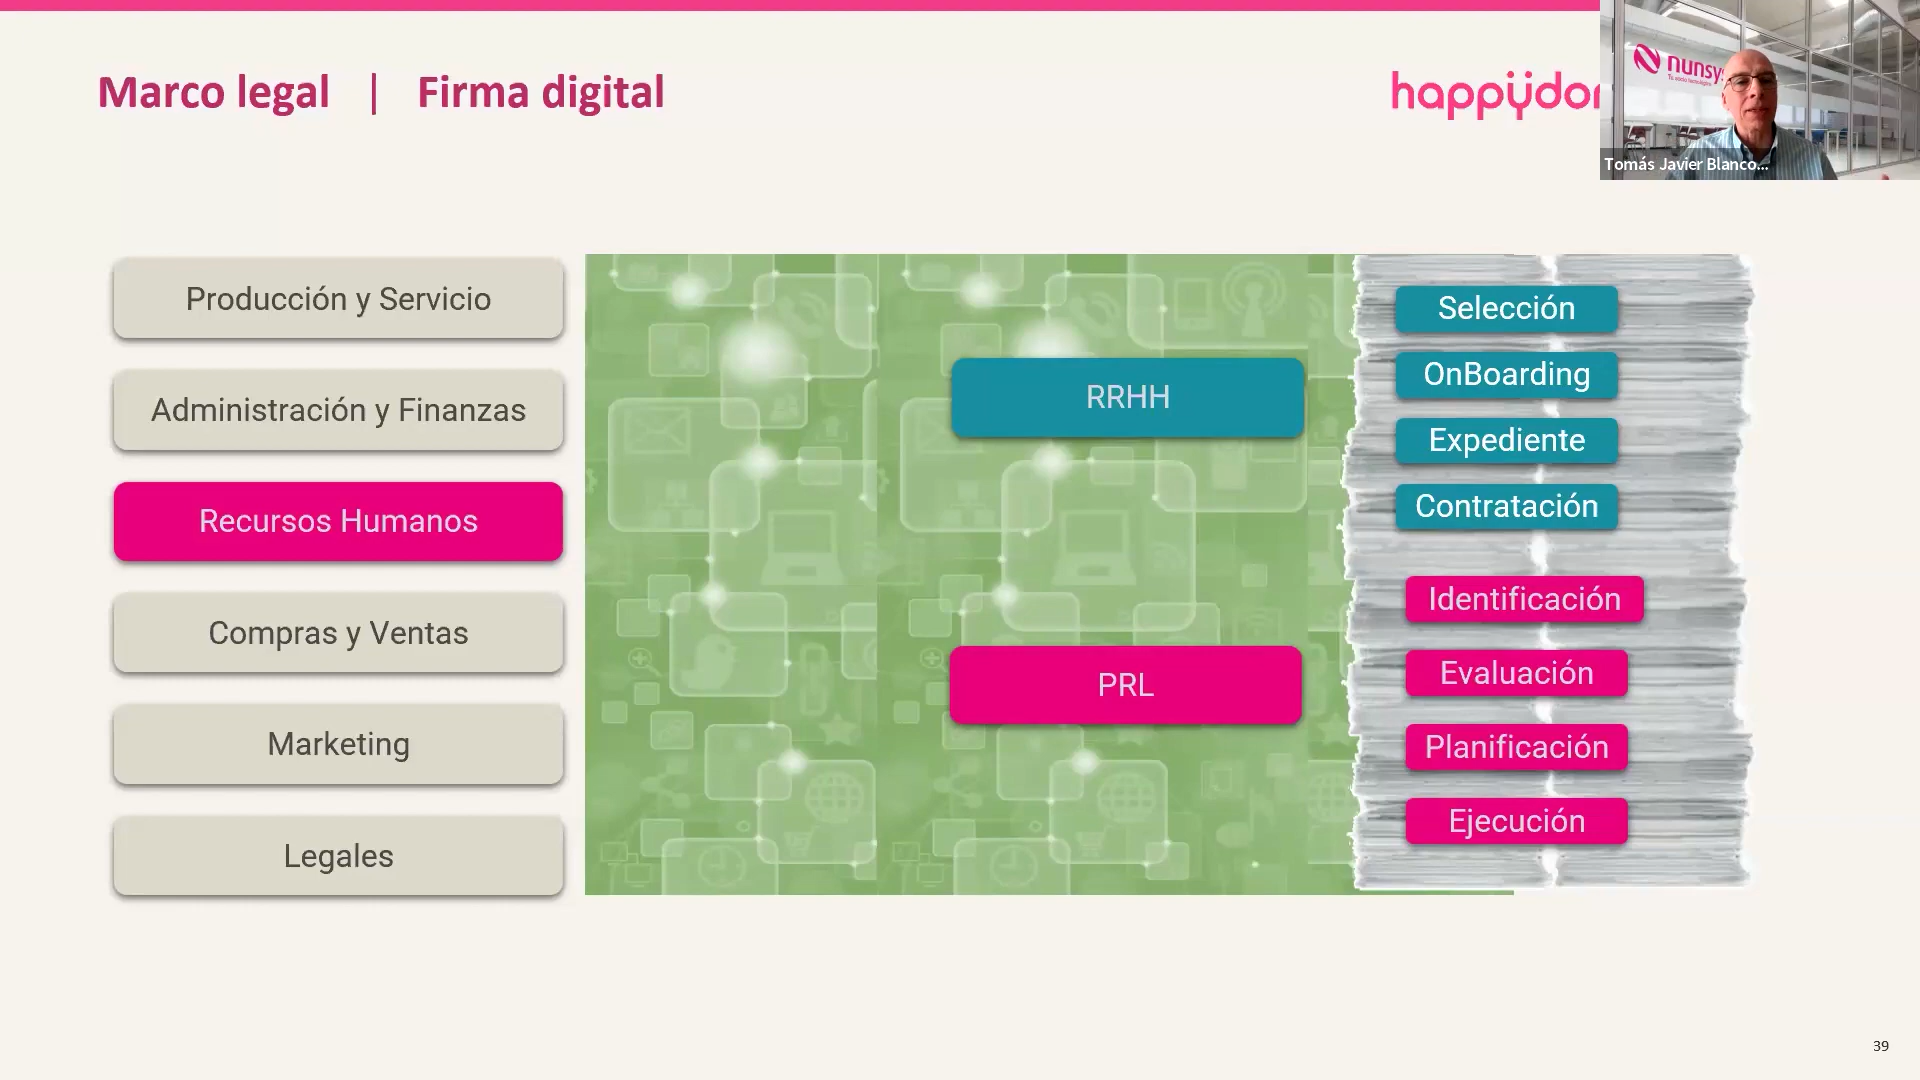 Marco legal | Firma digital
happÿdon
nunsys
Tomás Javier Blanco...
Producción y Servicio
Administración y Finanzas
Recursos Humanos
Compras y Ventas
Marketing
Legales
RRHH
PRL
Selección
OnBoarding
Expediente
Contratación
Identificación
Evaluación
Planificación
Ejecución
39